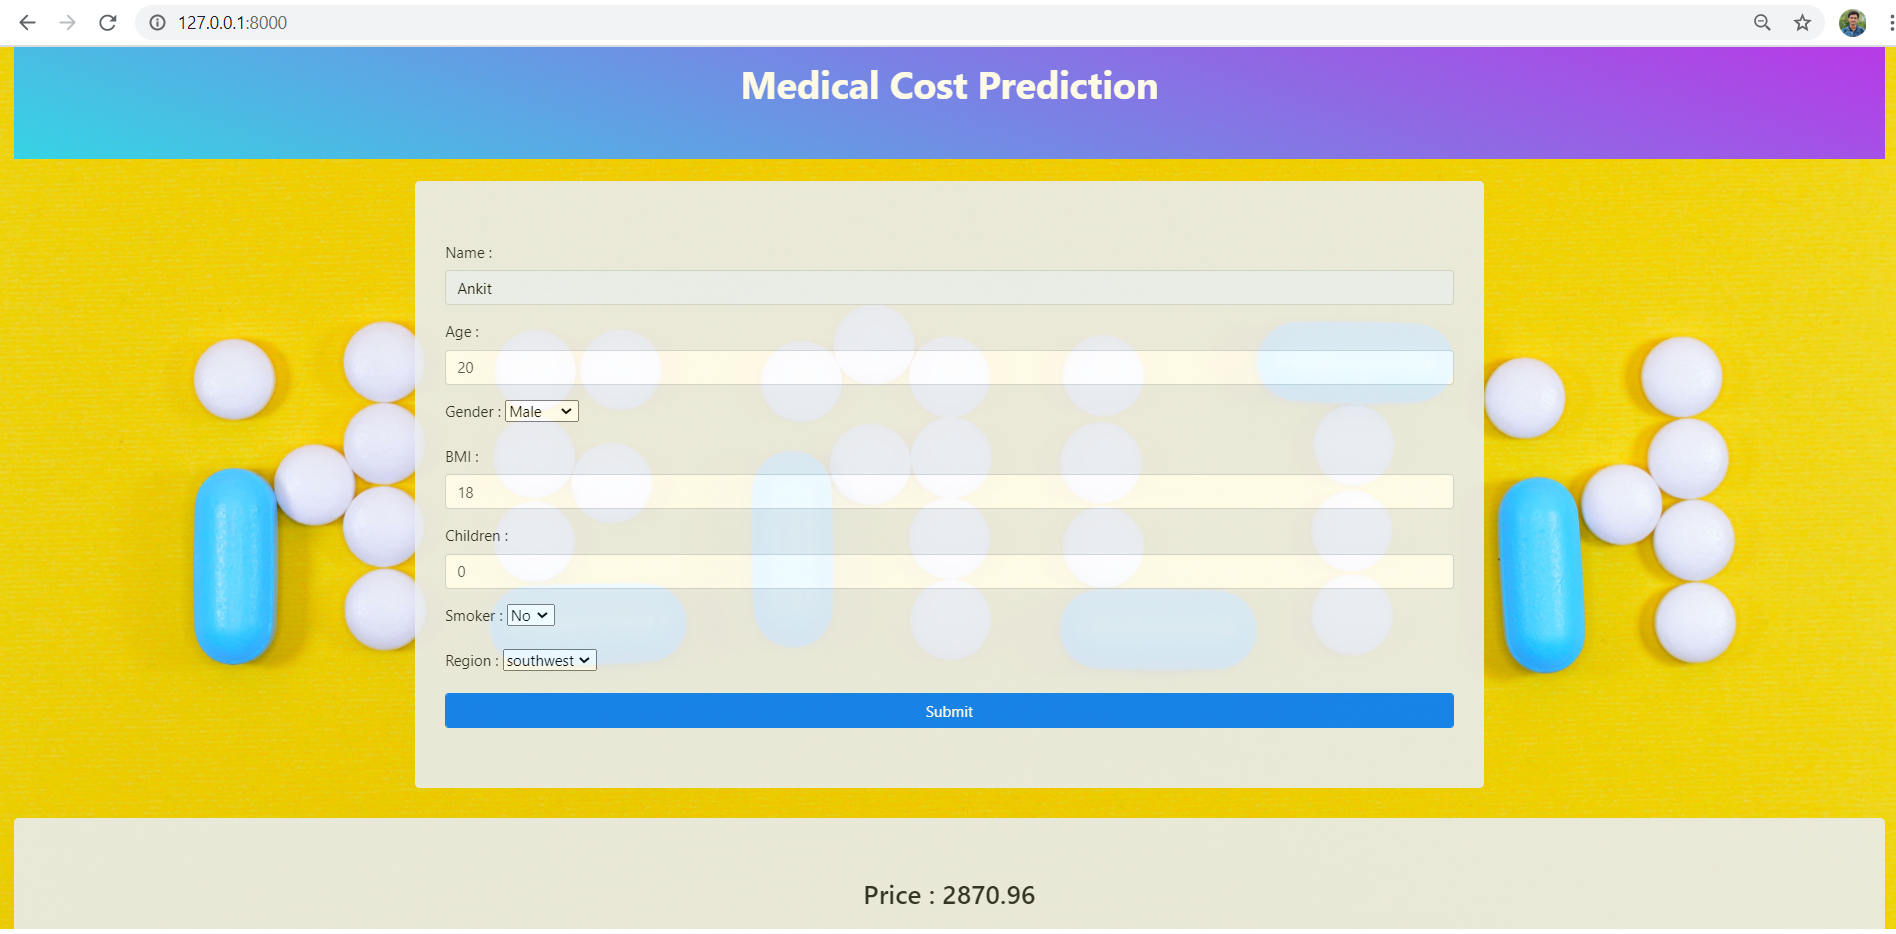 127.0.0.1:8000
Medical Cost Prediction
Name :
Ankit
Age :
20
Gender : Male
BMI :
18
Children :
0
Smoker : No
Region : southwest
Submit
Price : 2870.96